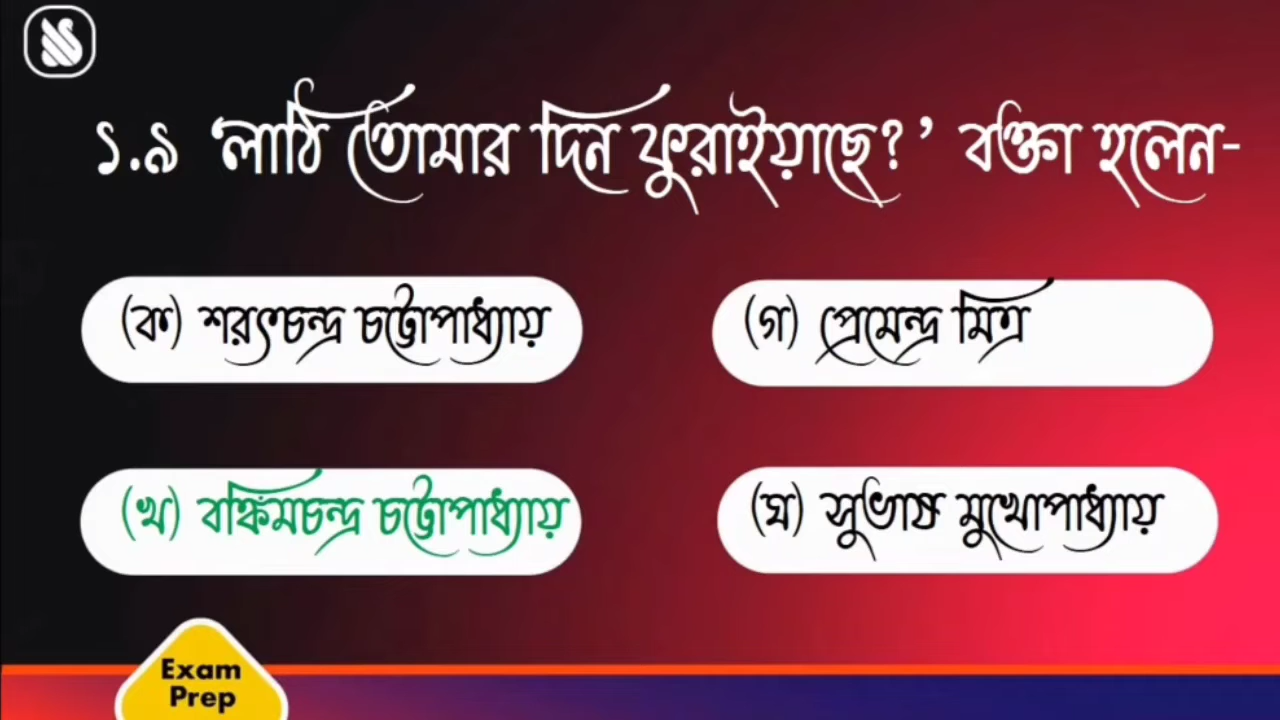 ১.৯ ‘লাঠি তোমার দিন ফুরাইয়াছে?’ বক্তা হলেন-
(ক) শরৎচন্দ্র চট্টোপাধ্যায়
(গ) প্রেমেন্দ্র মিত্র
(খ) বঙ্কিমচন্দ্র চট্টোপাধ্যায়
(ঘ) সুভাষ মুখোপাধ্যায়
Exam
Prep